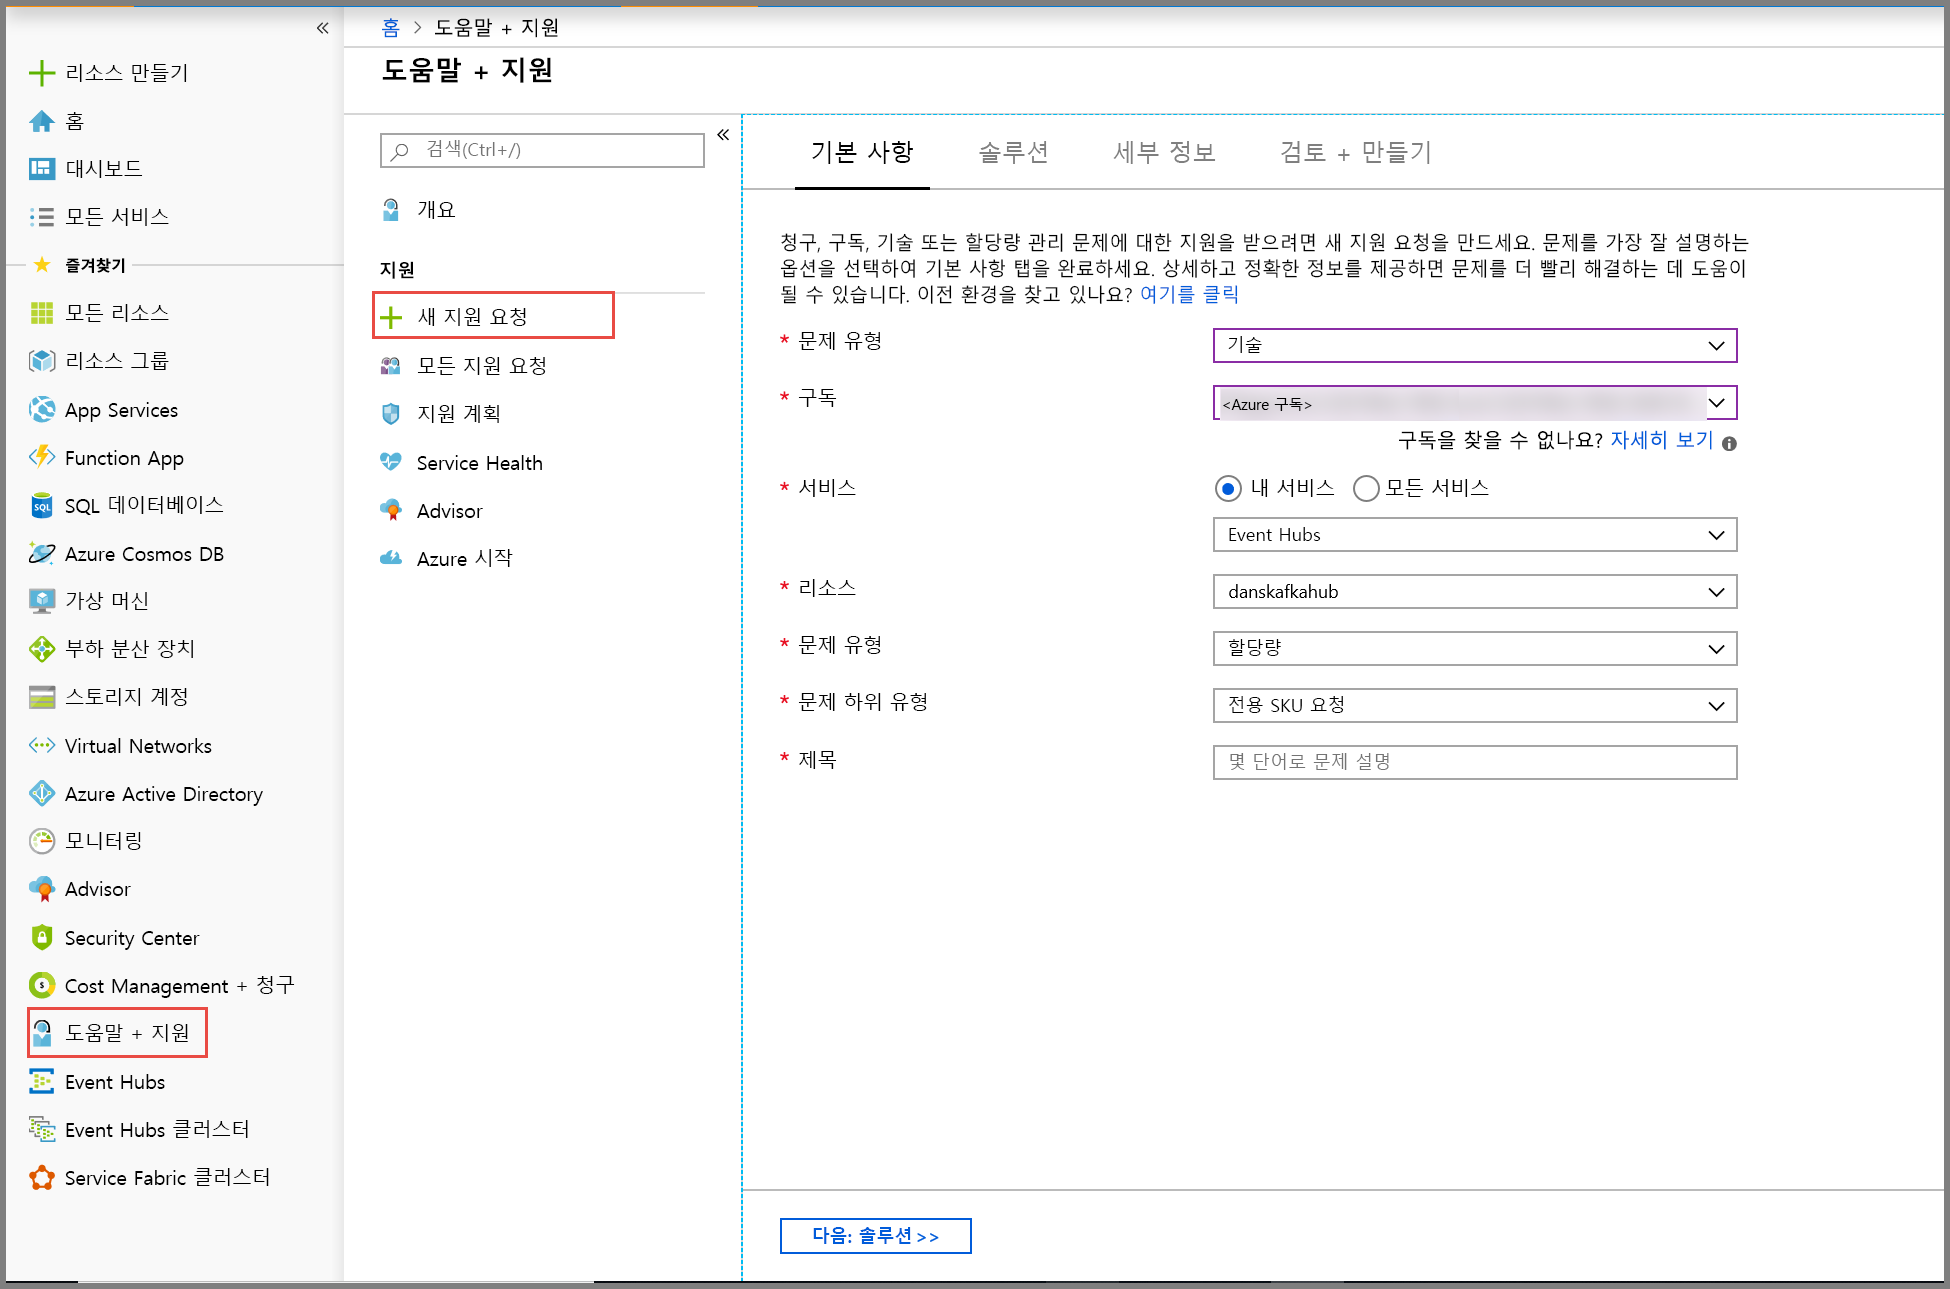 «
리소스 만들기
홈
대시보드
모든 서비스
즐겨찾기
모든 리소스
리소스 그룹
App Services
Function App
SQL 데이터베이스
Azure Cosmos DB
가상 머신
부하 분산 장치
스토리지 계정
Virtual Networks
Azure Active Directory
모니터링
Advisor
Security Center
Cost Management + 청구
도움말 + 지원
Event Hubs
Event Hubs 클러스터
Service Fabric 클러스터
홈 > 도움말 + 지원
도움말 + 지원
검색(Ctrl+/)
«
개요
지원
새 지원 요청
모든 지원 요청
지원 계획
Service Health
Advisor
Azure 시작
기본 사항 솔루션 세부 정보 검토 + 만들기
청구, 구독, 기술 또는 할당량 관리 문제에 대한 지원을 받으려면 새 지원 요청을 만드세요. 문제를 가장 잘 설명하는
옵션을 선택하여 기본 사항 탭을 완료하세요. 상세하고 정확한 정보를 제공하면 문제를 더 빨리 해결하는 데 도움이
될 수 있습니다. 이전 환경을 찾고 있나요? 여기를 클릭
* 문제 유형 기술
* 구독 <Azure 구독>
구독을 찾을 수 없나요? 자세히 보기
* 서비스 내 서비스 모든 서비스
Event Hubs
* 리소스 danskafkahub
* 문제 유형 할당량
* 문제 하위 유형 전용 SKU 요청
* 제목 몇 단어로 문제 설명
다음: 솔루션 >>